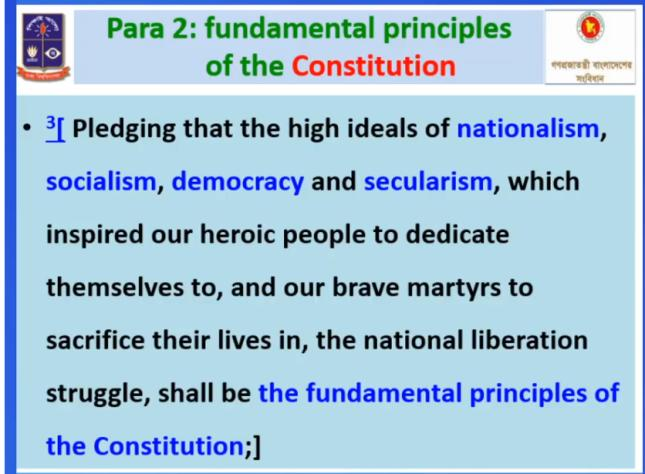 Para 2: fundamental principles
of the Constitution
গণপ্রজাতন্ত্রী বাংলাদেশের
সংবিধান
• ³[ Pledging that the high ideals of nationalism,
socialism, democracy and secularism, which
inspired our heroic people to dedicate
themselves to, and our brave martyrs to
sacrifice their lives in, the national liberation
struggle, shall be the fundamental principles of
the Constitution;]